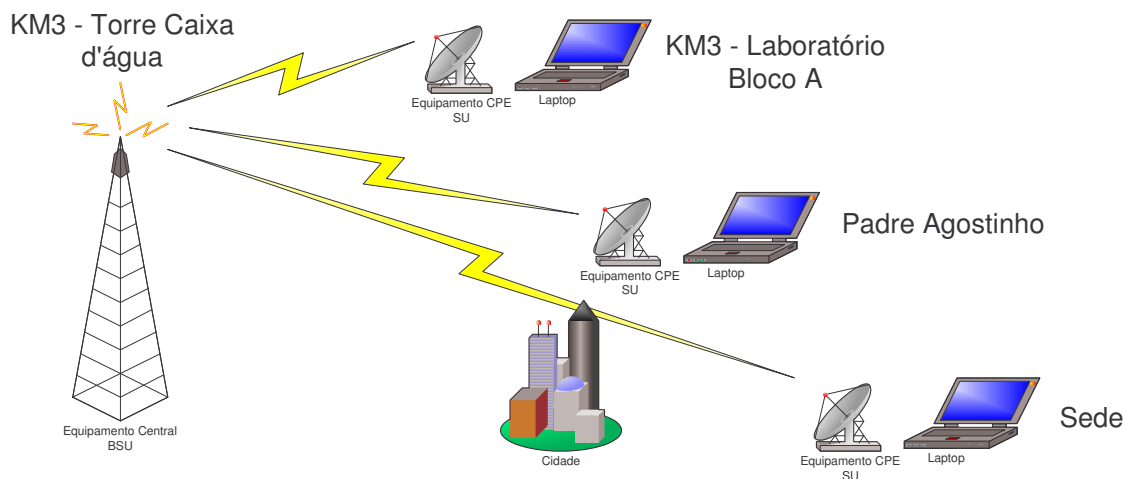 KM3 - Torre Caixa
d'água
Equipamento CPE
SU
Laptop
KM3 - Laboratório
Bloco A
Equipamento CPE
SU
Laptop
Padre Agostinho
Equipamento Central
BSU
Cidade
Equipamento CPE
SU
Laptop
Sede